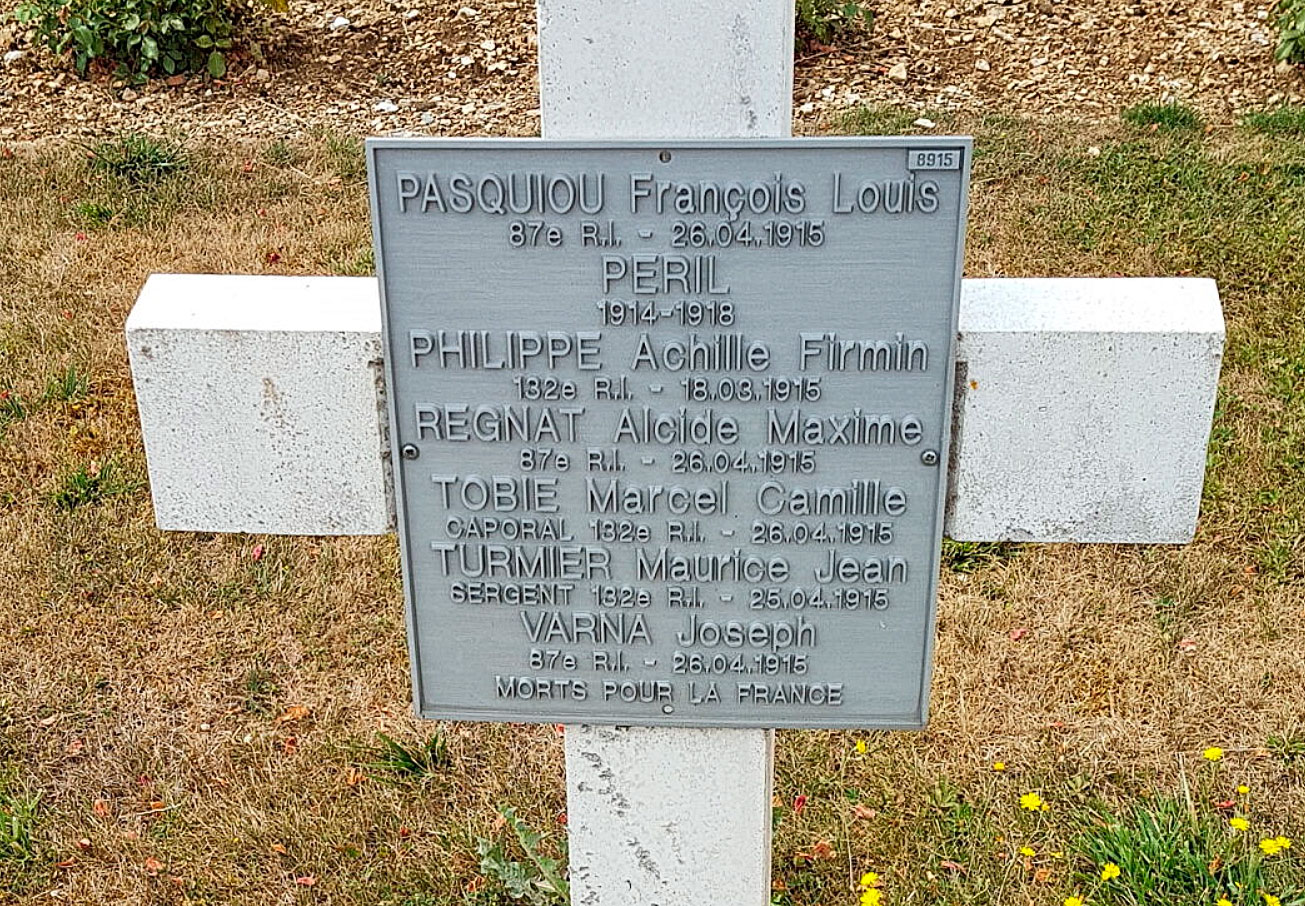 8915
PASQUIOU François Louis
87e R.I. - 26.04.1915
PERIL
1914-1918
PHILIPPE Achille Firmin
132e R.I. - 18.03.1915
REGNAT Alcide Maxime
87e R.I. - 26.04.1915
TOBIE Marcel Camille
CAPORAL 132e R.I. - 26.04.1915
TURMIER Maurice Jean
SERGENT 132e R.I. - 25.04.1915
VARNA Joseph
87e R.I. - 26.04.1915
MORTS POUR LA FRANCE